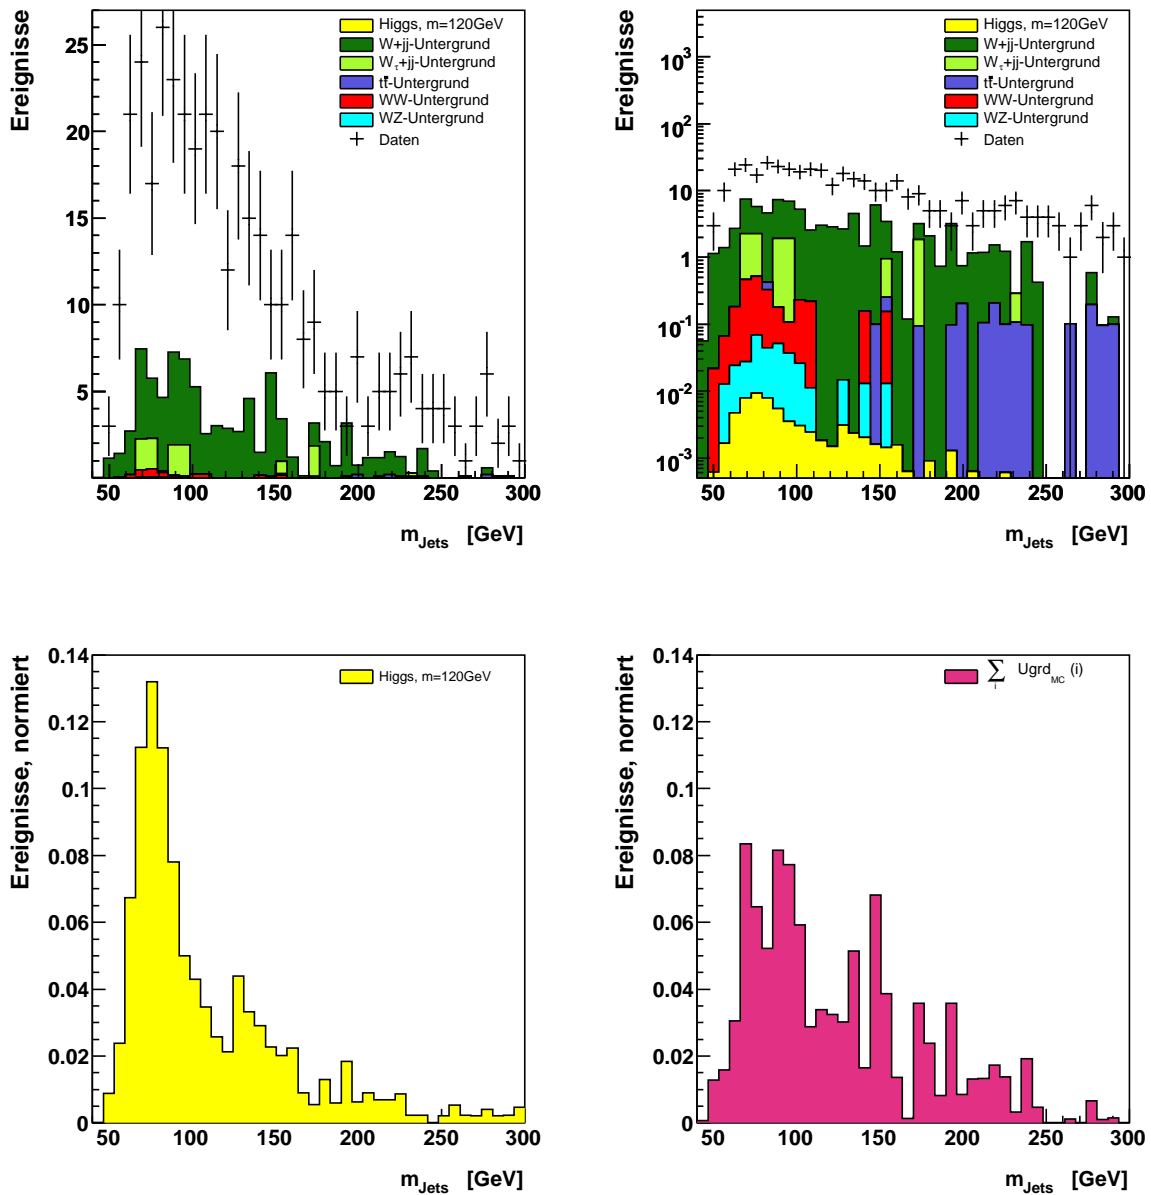 Ereignisse
25
20
15
10
5
50 100 150 200 250 300
m_Jets [GeV]
Higgs, m=120GeV
W+jj-Untergrund
W_τ+jj-Untergrund
tt̄-Untergrund
WW-Untergrund
WZ-Untergrund
Daten
Ereignisse
10³
10²
10
1
10⁻¹
10⁻²
10⁻³
50 100 150 200 250 300
m_Jets [GeV]
Higgs, m=120GeV
W+jj-Untergrund
W_τ+jj-Untergrund
tt̄-Untergrund
WW-Untergrund
WZ-Untergrund
Daten
Ereignisse, normiert
0.14
0.12
0.1
0.08
0.06
0.04
0.02
0
50 100 150 200 250 300
m_Jets [GeV]
Higgs, m=120GeV
Ereignisse, normiert
0.14
0.12
0.1
0.08
0.06
0.04
0.02
0
50 100 150 200 250 300
m_Jets [GeV]
∑_i Ugrd_MC (i)